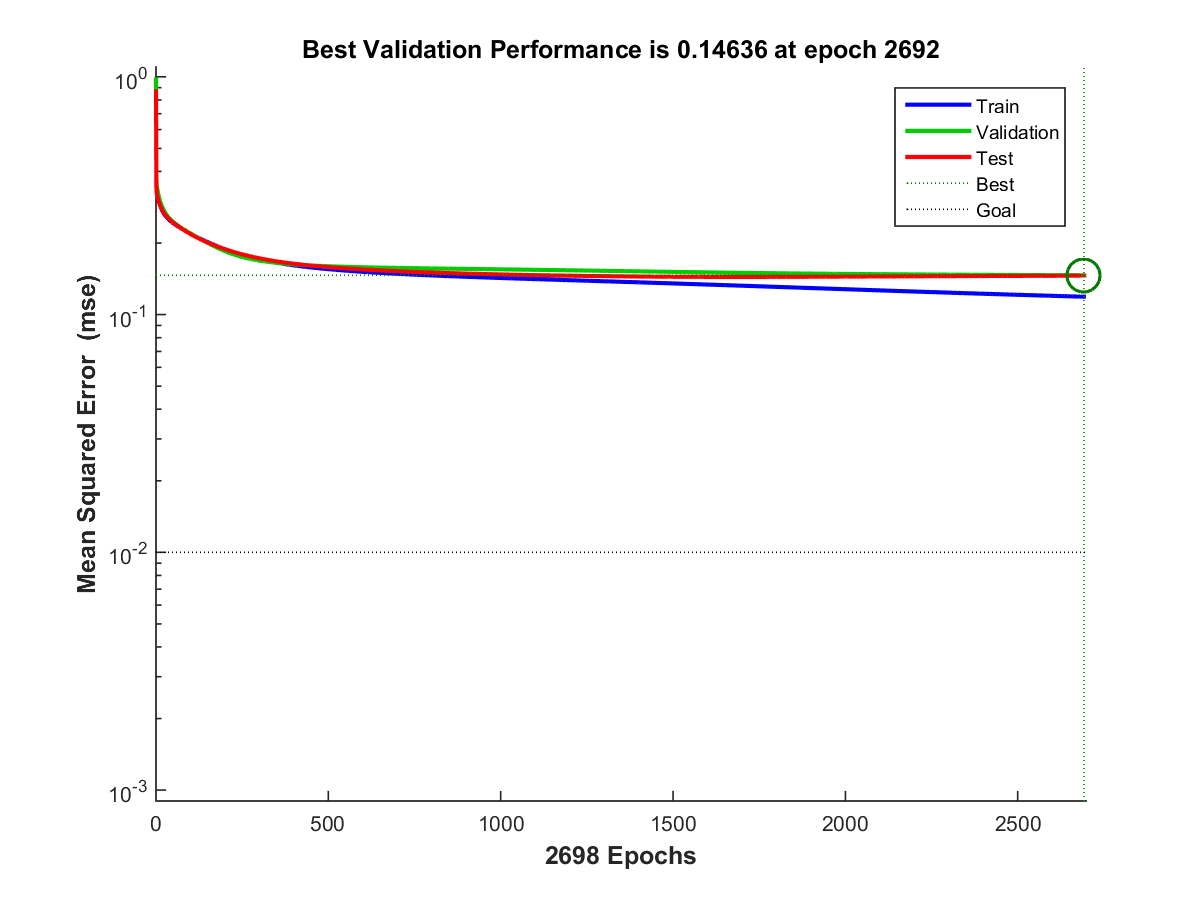 Best Validation Performance is 0.14636 at epoch 2692
10^0
10^-1
10^-2
10^-3
Mean Squared Error (mse)
Train
Validation
Test
Best
Goal
0 500 1000 1500 2000 2500
2698 Epochs